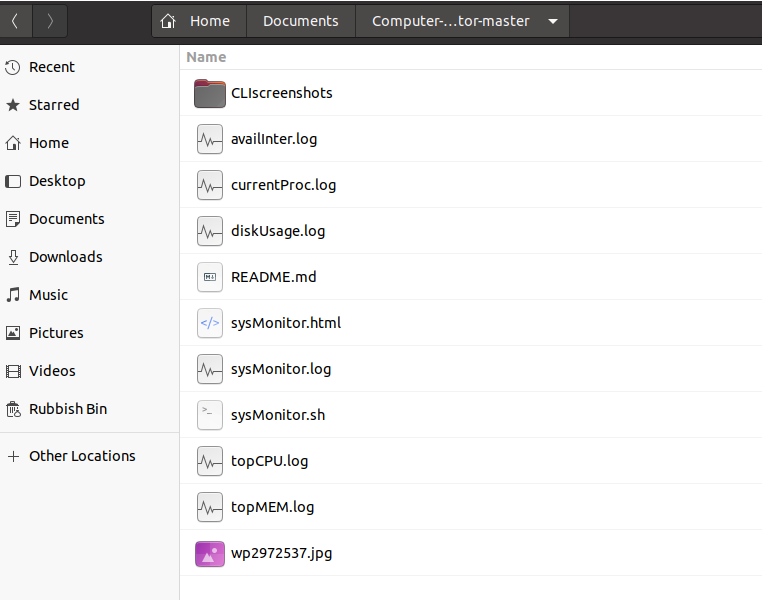 Home Documents Computer-...tor-master
Name
Recent
Starred
Home
Desktop
Documents
Downloads
Music
Pictures
Videos
Rubbish Bin
Other Locations
CLIscreenshots
availInter.log
currentProc.log
diskUsage.log
README.md
sysMonitor.html
sysMonitor.log
sysMonitor.sh
topCPU.log
topMEM.log
wp2972537.jpg